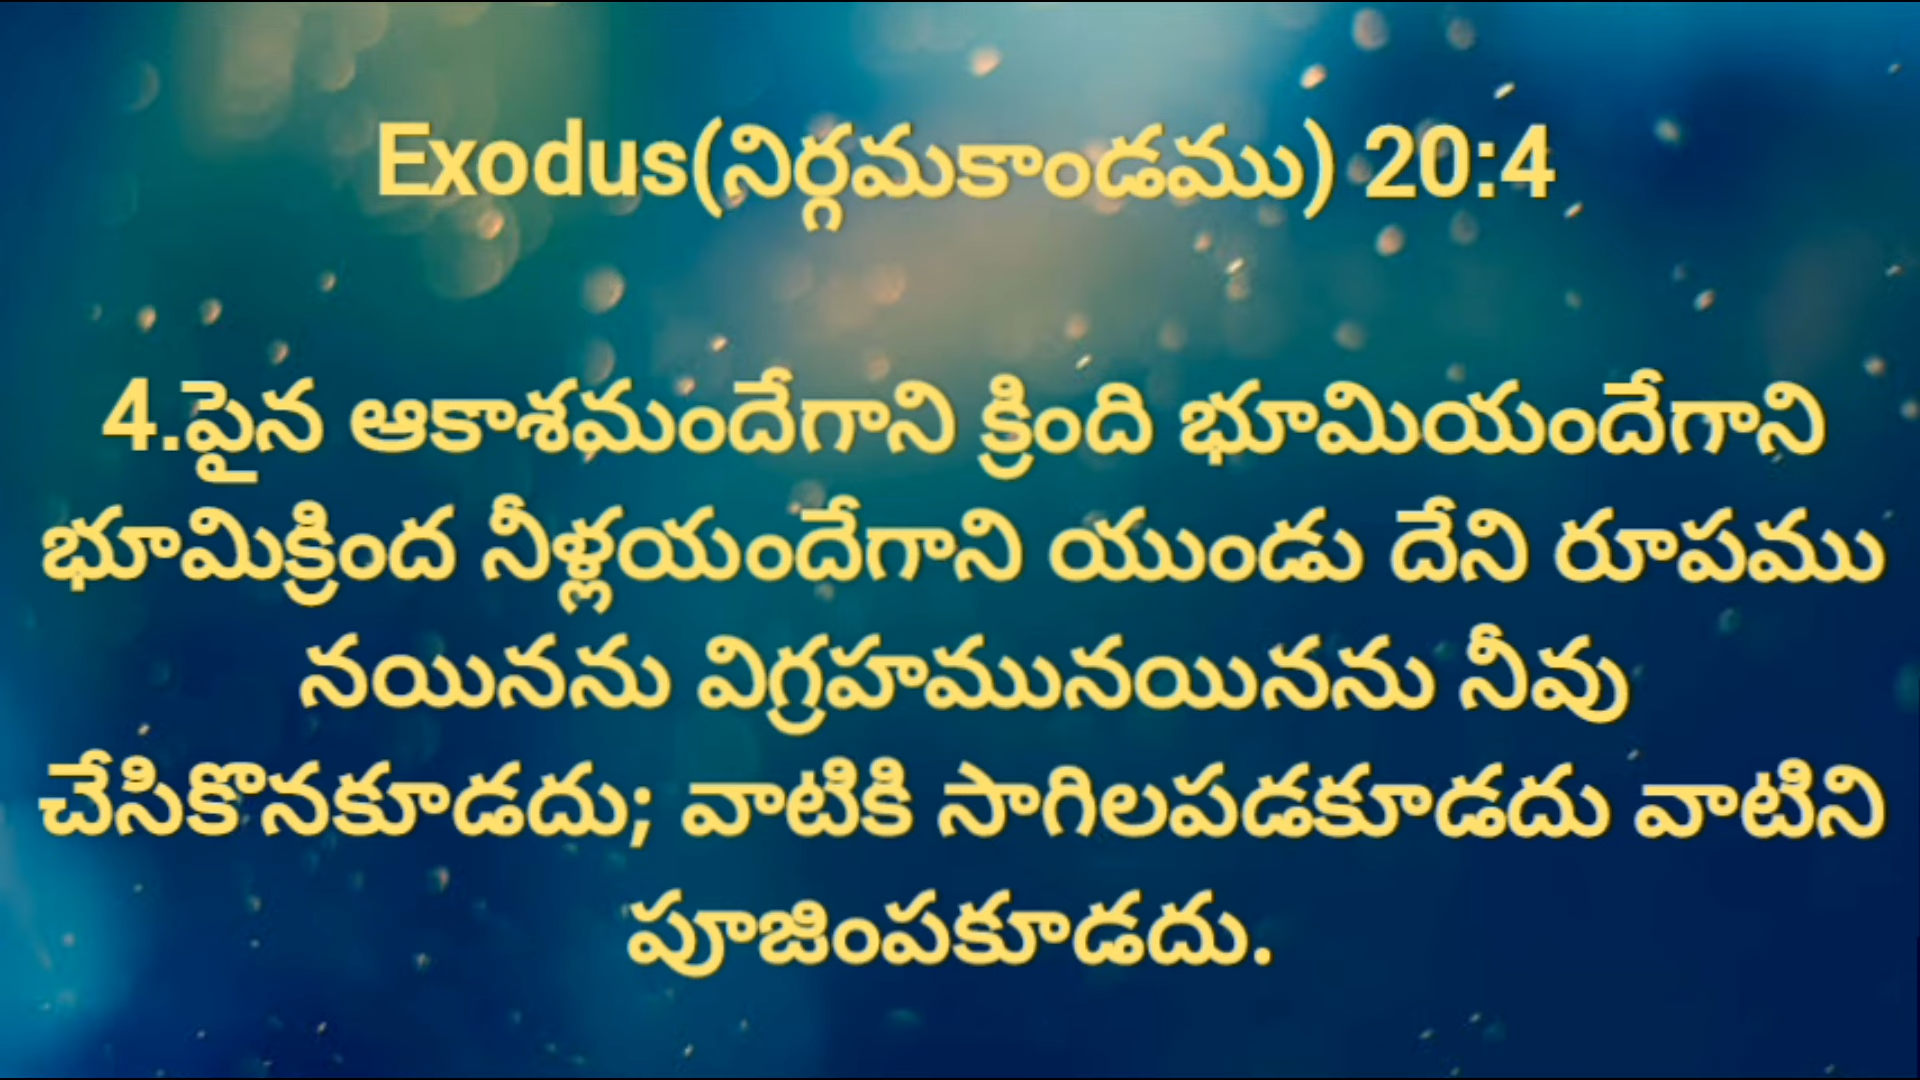 Exodus(నిర్గమకాండము) 20:4
4.పైన ఆకాశమందేగాని క్రింది భూమియందేగాని
భూమిక్రింద నీళ్లయందేగాని యుండు దేని రూపము
నయినను విగ్రహమునయినను నీవు
చేసికొనకూడదు; వాటికి సాగిలపడకూడదు వాటిని
పూజింపకూడదు.